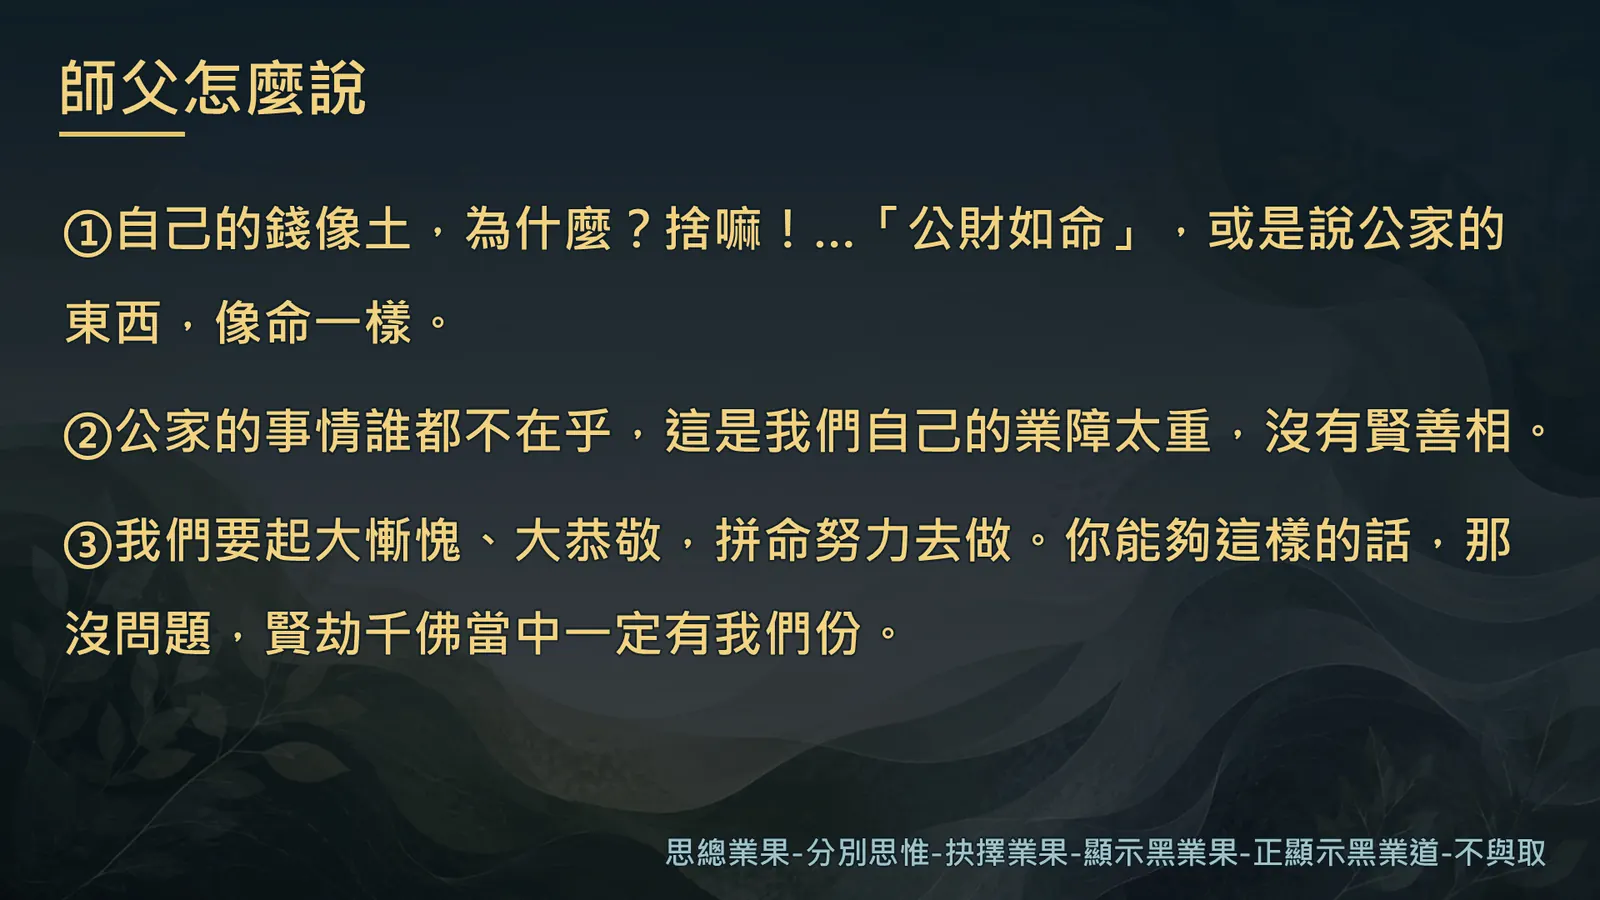 師父怎麼說
①自己的錢像土，為什麼？捨嘛！...「公財如命」，或是說公家的
東西，像命一樣。
②公家的事情誰都不在乎，這是我們自己的業障太重，沒有賢善相。
③我們要起大慚愧、大恭敬，拼命努力去做。你能夠這樣的話，那
沒問題，賢劫千佛當中一定有我們份。
思總業果-分別思惟-抉擇業果-顯示黑業果-正顯示黑業道-不與取